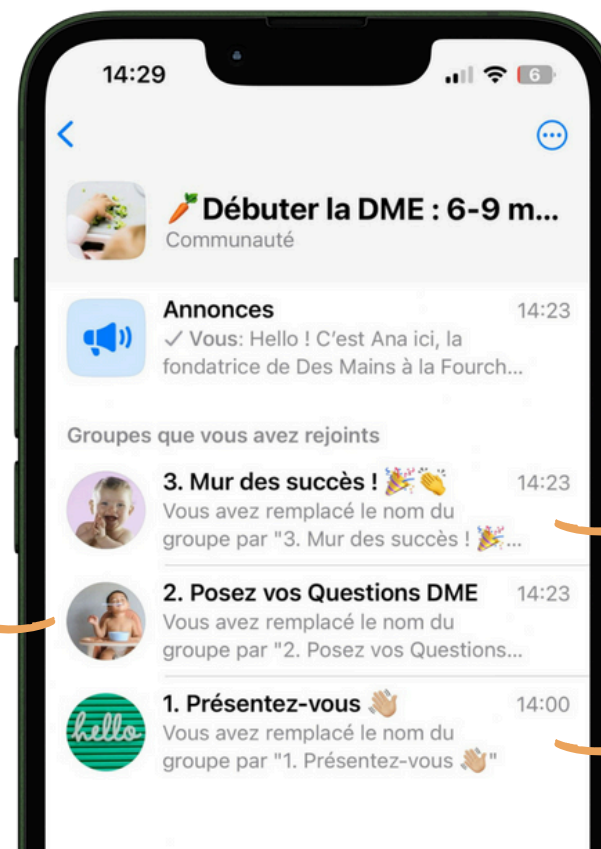 14:29
6
🥕Débuter la DME : 6-9 m...
Communauté
Annonces 14:23
✓ Vous: Hello ! C’est Ana ici, la
fondatrice de Des Mains à la Fourch...
Groupes que vous avez rejoints
3. Mur des succès ! 🎉👏 14:23
Vous avez remplacé le nom du
groupe par "3. Mur des succès ! 🎉...
2. Posez vos Questions DME 14:23
Vous avez remplacé le nom du
groupe par "2. Posez vos Questions...
hello
1. Présentez-vous 👋🏼 14:00
Vous avez remplacé le nom du
groupe par "1. Présentez-vous 👋🏼"